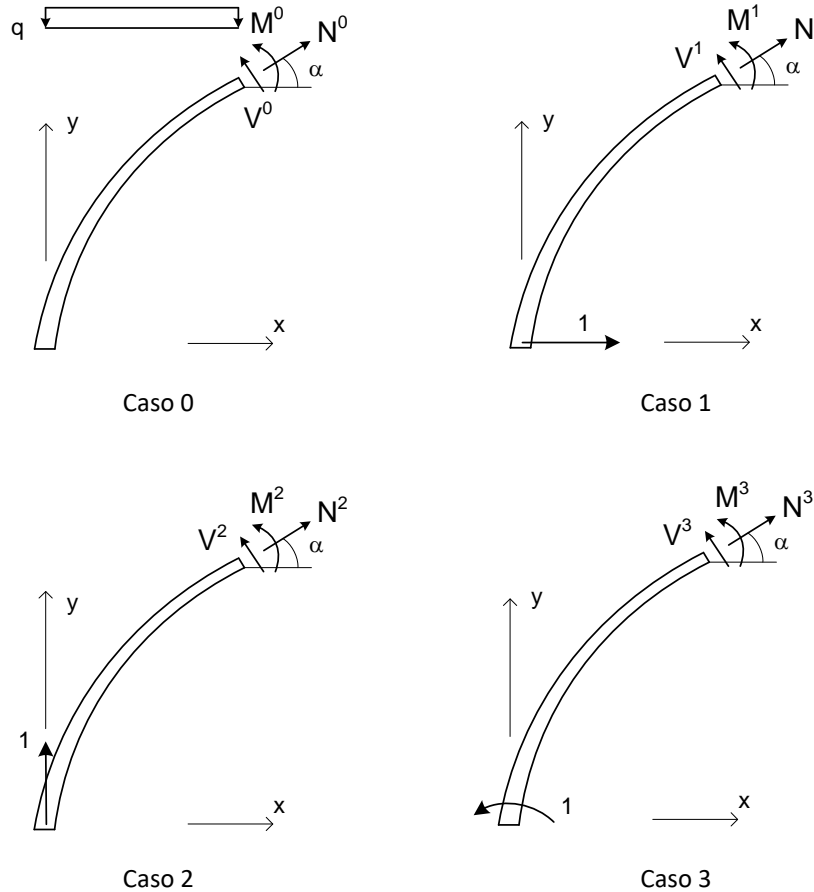 q
M⁰
N⁰
α
V⁰
y
x
Caso 0
M¹
N
V¹
α
y
1
x
Caso 1
M²
N²
V²
α
y
1
x
Caso 2
M³
N³
V³
α
y
1
x
Caso 3